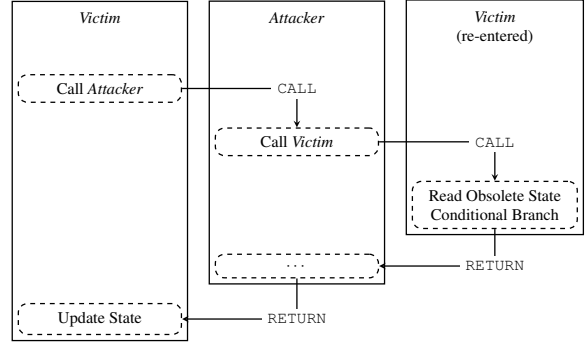 Victim
Attacker
Victim
(re-entered)
Call Attacker
CALL
Call Victim
CALL
Read Obsolete State
Conditional Branch
...
RETURN
Update State
RETURN